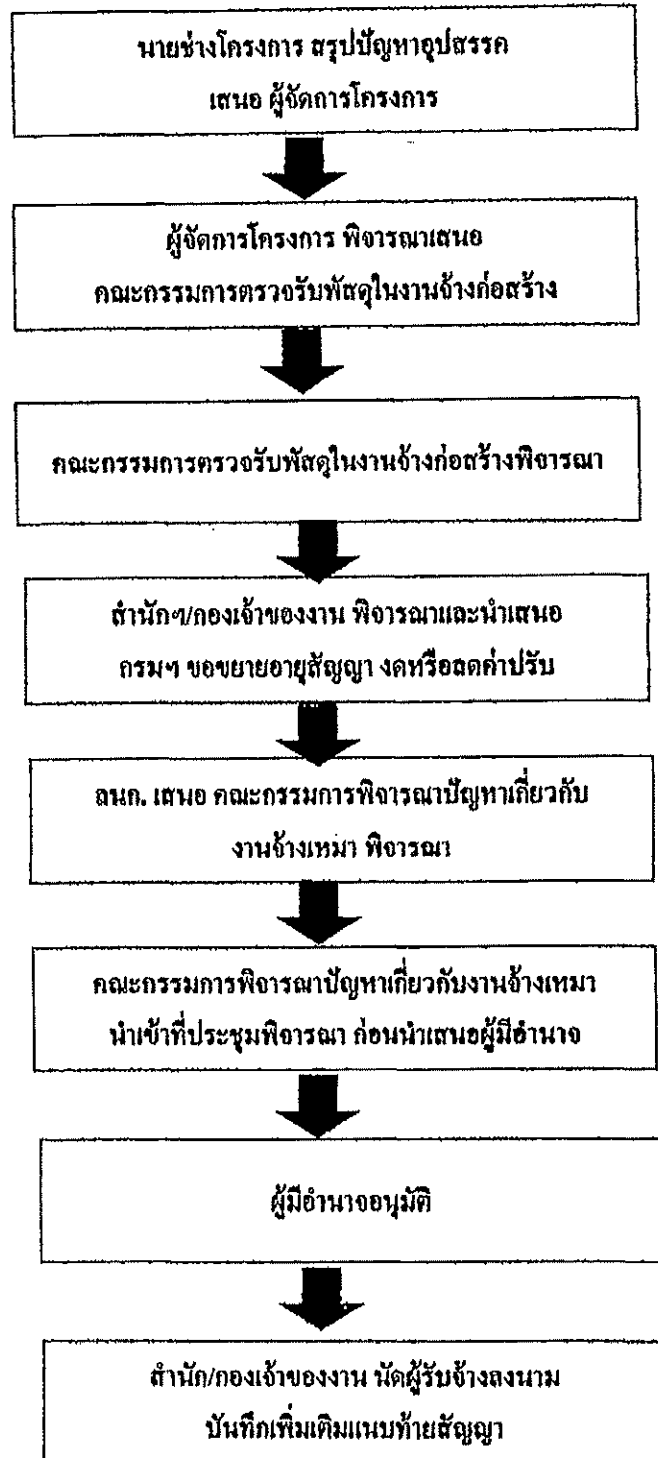 นายช่างโครงการ สรุปปัญหาอุปสรรค
เสนอ ผู้จัดการโครงการ
ผู้จัดการโครงการ พิจารณาเสนอ
คณะกรรมการตรวจรับพัสดุในงานจ้างก่อสร้าง
คณะกรรมการตรวจรับพัสดุในงานจ้างก่อสร้างพิจารณา
สำนักฯ/กองเจ้าของงาน พิจารณาและนำเสนอ
กรมฯ ขอขยายอายุสัญญา งดหรือลดค่าปรับ
ลนก. เสนอ คณะกรรมการพิจารณาปัญหาเกี่ยวกับ
งานจ้างเหมา พิจารณา
คณะกรรมการพิจารณาปัญหาเกี่ยวกับงานจ้างเหมา
นำเข้าที่ประชุมพิจารณา ก่อนนำเสนอผู้มีอำนาจ
ผู้มีอำนาจอนุมัติ
สำนัก/กองเจ้าของงาน นัดผู้รับจ้างลงนาม
บันทึกเพิ่มเติมแนบท้ายสัญญา